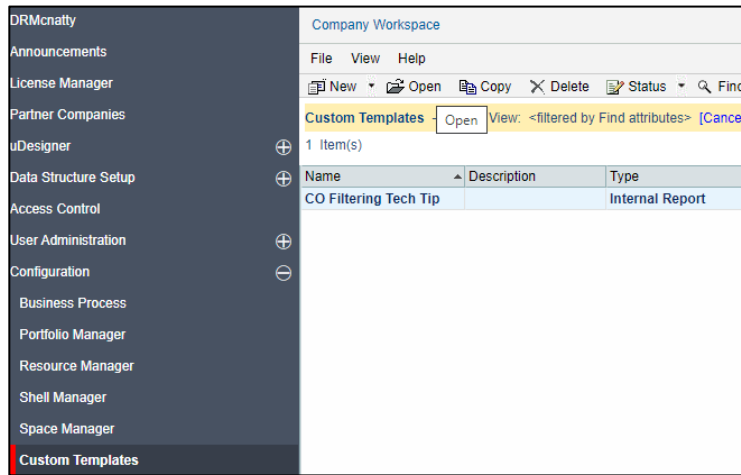 DRMcnatty
Announcements
License Manager
Partner Companies
uDesigner
Data Structure Setup
Access Control
User Administration
Configuration
Business Process
Portfolio Manager
Resource Manager
Shell Manager
Space Manager
Custom Templates
Company Workspace
File View Help
New Open Copy Delete Status Find
Custom Templates - Open View: <filtered by Find attributes> [Cance
1 Item(s)
Name Description Type
CO Filtering Tech Tip Internal Report